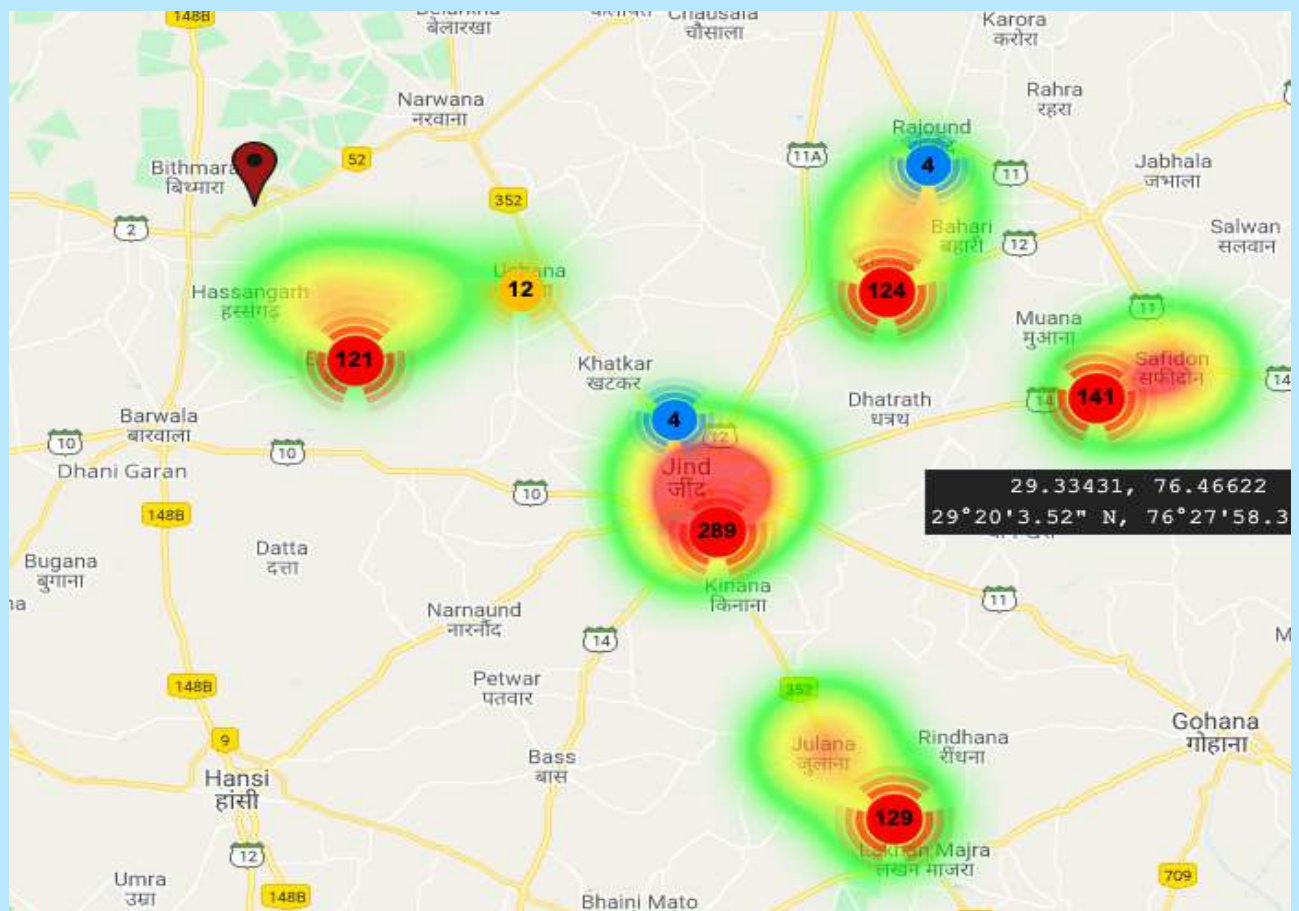 148B
बेलारखा
Chausala
चौसाला
Karora
करोरा
Narwana
नरवाना
Rahra
रहरा
Rajound
52
11A
4
11
Jabhala
जभाला
Bithmara
बिथ्मारा
352
2
Bahari
बहारी
12
Salwan
सलवान
Hassangarh
हस्संगढ़
12
124
11
Muana
मुआना
Safidon
सफीदोन
121
Khatkar
खटकर
14
141
14
Dhatrath
धत्रथ
Barwala
बारवाला
4
12
10
10
Dhani Garan
Jind
जींद
10
29.33431, 76.46622
29°20'3.52" N, 76°27'58.3
148B
289
Datta
दत्ता
Bugana
बुगाना
Kinana
किनाना
11
Narnaund
नारनौंद
14
Petwar
पतवार
148B
352
Gohana
गोहाना
9
Julana
जुलाना
Rindhana
रींधना
Bass
बास
Hansi
हांसी
129
12
Lakhan Majra
लखन माजरा
Umra
उमरा
148B
Bhaini Mato
709